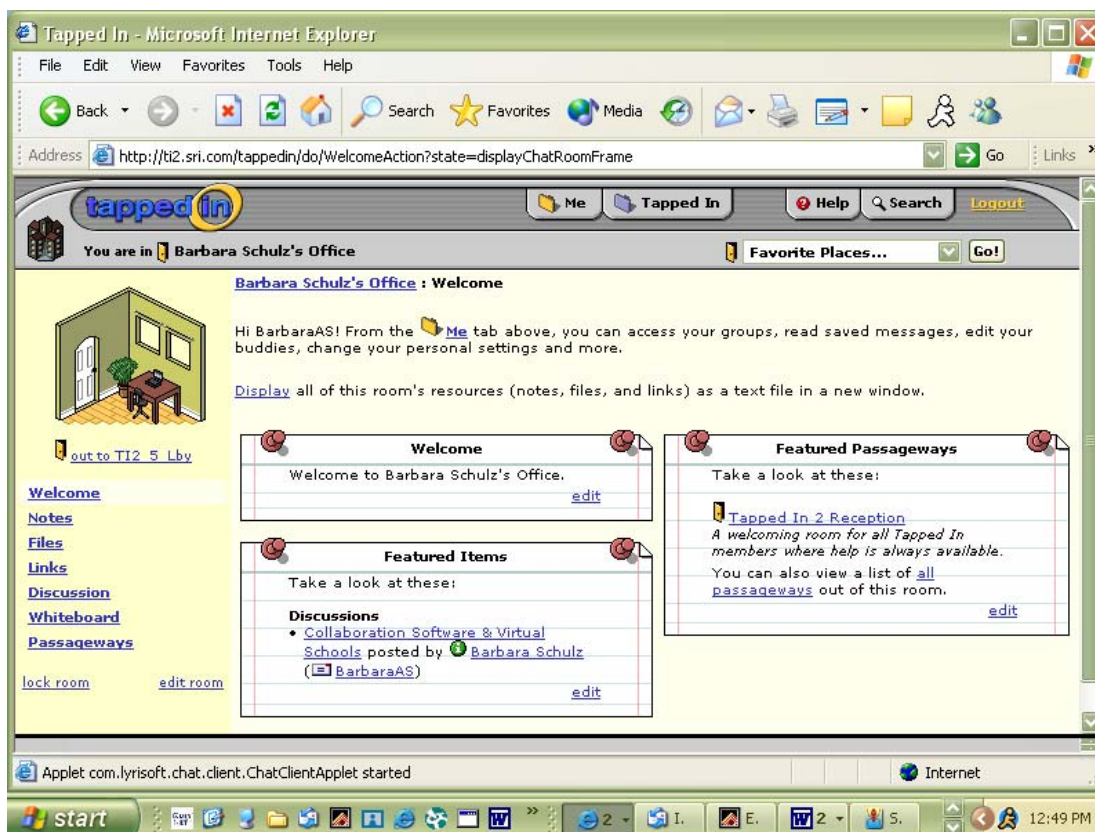 Tapped In - Microsoft Internet Explorer
File Edit View Favorites Tools Help
Back Search Favorites Media
Address http://ti2.sri.com/tappedin/do/WelcomeAction?state=displayChatRoomFrame Go Links »
tapped in Me Tapped In Help Search Logout
You are in Barbara Schulz's Office Favorite Places... Go!
Barbara Schulz's Office : Welcome
Hi BarbaraAS! From the Me tab above, you can access your groups, read saved messages, edit your
buddies, change your personal settings and more.
Display all of this room's resources (notes, files, and links) as a text file in a new window.
out to TI2_5_Lby
Welcome
Notes
Files
Links
Discussion
Whiteboard
Passageways
lock room edit room
Welcome
Welcome to Barbara Schulz's Office.
edit
Featured Items
Take a look at these:
Discussions
• Collaboration Software & Virtual
Schools posted by Barbara Schulz
(BarbaraAS)
edit
Featured Passageways
Take a look at these:
Tapped In 2 Reception
A welcoming room for all Tapped In
members where help is always available.
You can also view a list of all
passageways out of this room.
edit
Applet com.lyrisoft.chat.client.ChatClientApplet started Internet
start » 2 I. E. 2 S. 12:49 PM